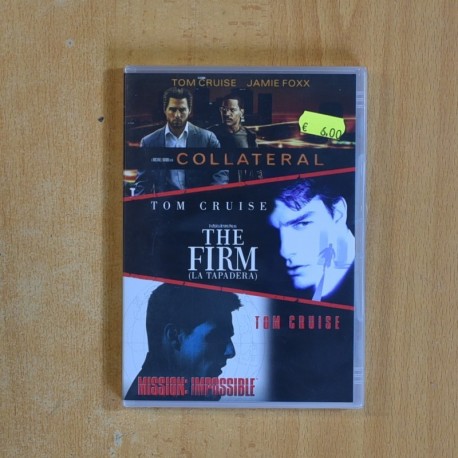 TOM CRUISE JAMIE FOXX
€ 6,00
COLLATERAL
TOM CRUISE
THE
FIRM
(LA TAPADERA)
TOM CRUISE
MISSION: IMPOSSIBLE